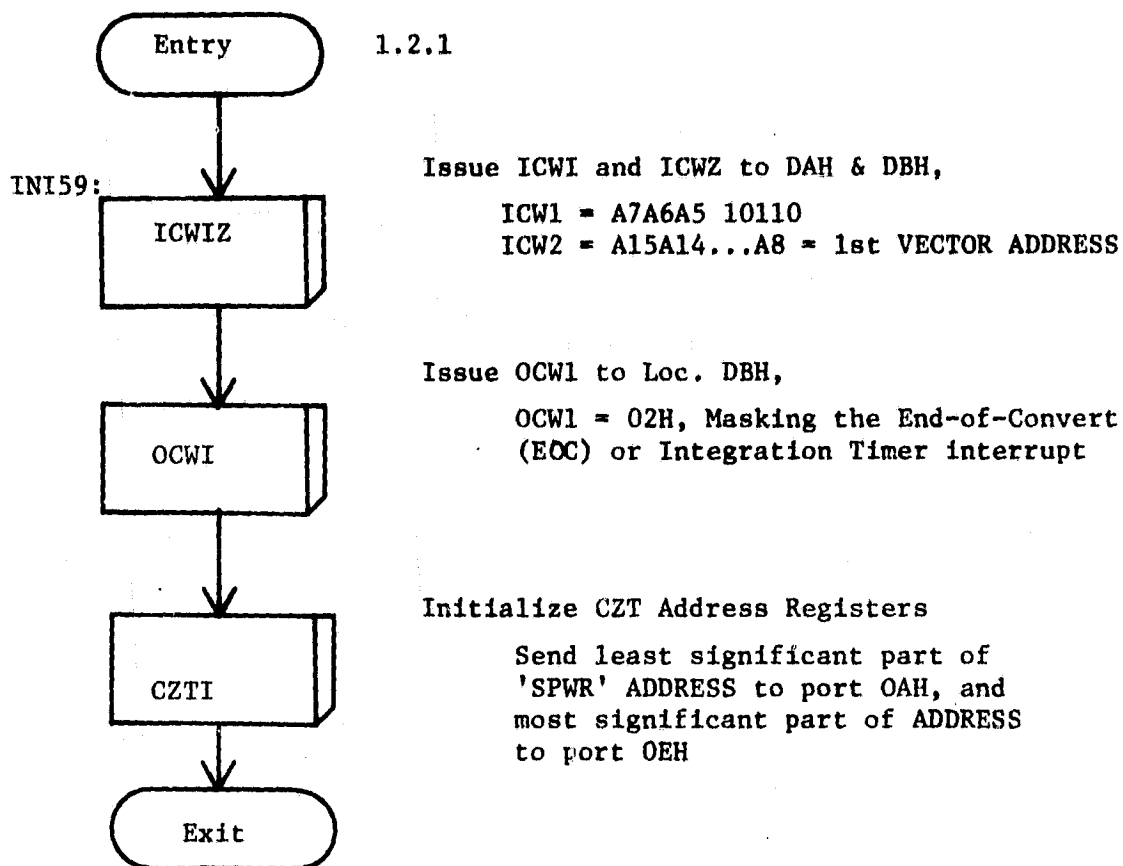 Entry 1.2.1
INI59:
ICWIZ
Issue ICWI and ICWZ to DAH & DBH,
ICW1 = A7A6A5 10110
ICW2 = A15A14...A8 = 1st VECTOR ADDRESS
OCWI
Issue OCW1 to Loc. DBH,
OCW1 = 02H, Masking the End-of-Convert
(EOC) or Integration Timer interrupt
CZTI
Initialize CZT Address Registers
Send least significant part of
'SPWR' ADDRESS to port OAH, and
most significant part of ADDRESS
to port OEH
Exit